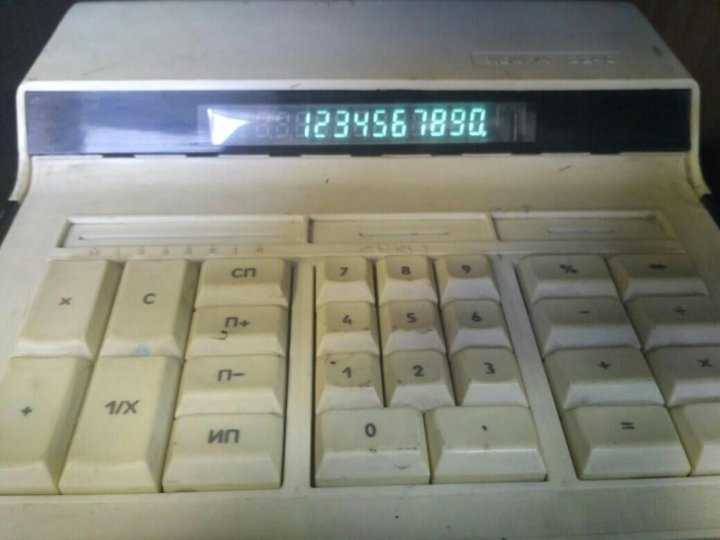 1234567890.
СП 7 8 9 %
× С П+ 4 5 6 − ÷
П− 1 2 3 + ×
+ 1/X ИП 0 . =